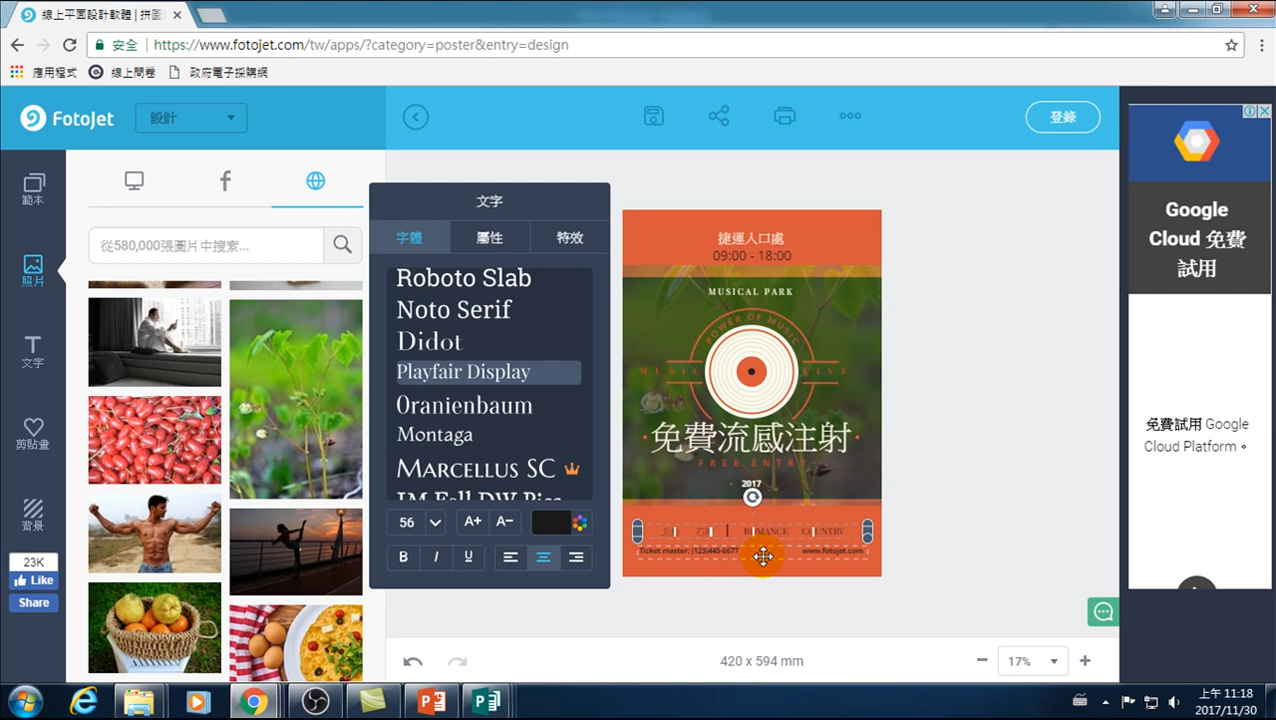 線上平面設計軟體 | 拼圖
安全
https://www.fotojet.com/tw/apps/?category=poster&entry=design
應用程式
線上問卷
政府電子採購網
FotoJet
設計
登錄
範本
照片
文字
剪貼畫
背景
23K
Like
Share
從580,000張圖片中搜索...
文字
字體
屬性
特效
Roboto Slab
Noto Serif
Didot
Playfair Display
Oranienbaum
Montaga
MARCELLUS SC
IM Fell DW Pica
56
A+
A−
B
I
U
捷運入口處
09:00 - 18:00
MUSICAL PARK
POWER OF MUSIC
MUSIC
LIVE
免費流感注射
FREE ENTRY
2017
ROMANCE
COUNTRY
Ticket master: (123)445-6677
www.fotojet.com
420 x 594 mm
17%
Google
Cloud 免費
試用
免費試用 Google
Cloud Platform。
上午 11:18
2017/11/30